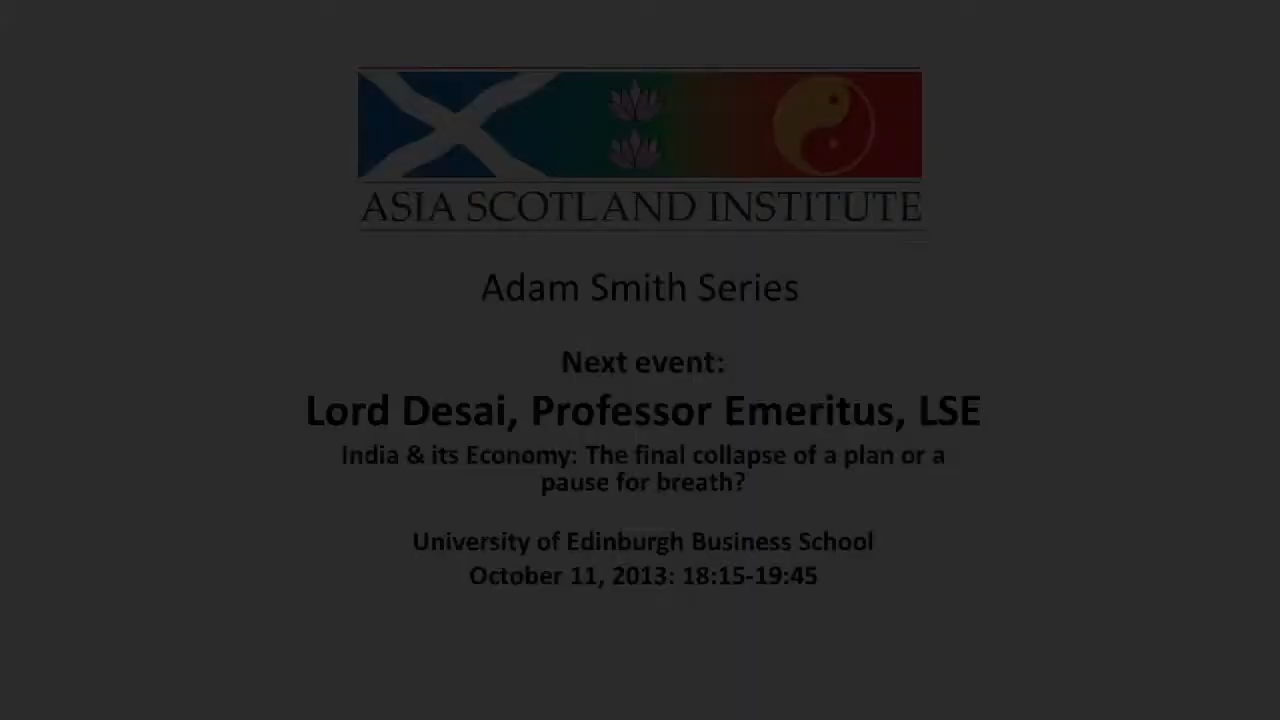 ASIA SCOTLAND INSTITUTE
Adam Smith Series
Next event:
Lord Desai, Professor Emeritus, LSE
India & its Economy: The final collapse of a plan or a
pause for breath?
University of Edinburgh Business School
October 11, 2013: 18:15-19:45